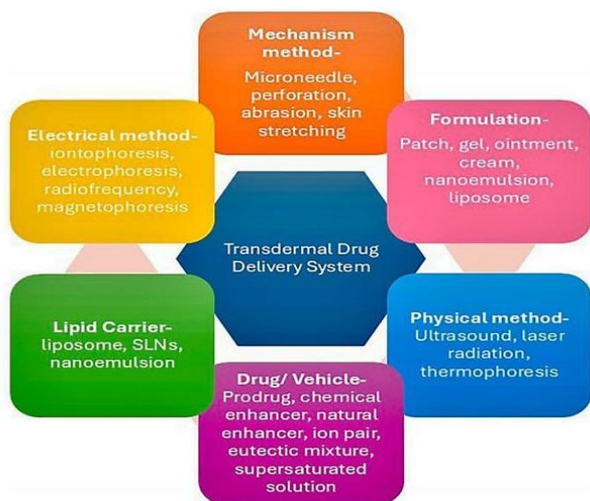 Mechanism
method-
Microneedle,
perforation,
abrasion, skin
stretching
Electrical method-
iontophoresis,
electrophoresis,
radiofrequency,
magnetophoresis
Formulation-
Patch, gel, ointment,
cream,
nanoemulsion,
liposome
Transdermal Drug
Delivery System
Lipid Carrier-
liposome, SLNs,
nanoemulsion
Physical method-
Ultrasound, laser
radiation,
thermophoresis
Drug/ Vehicle-
Prodrug, chemical
enhancer, natural
enhancer, ion pair,
eutectic mixture,
supersaturated
solution